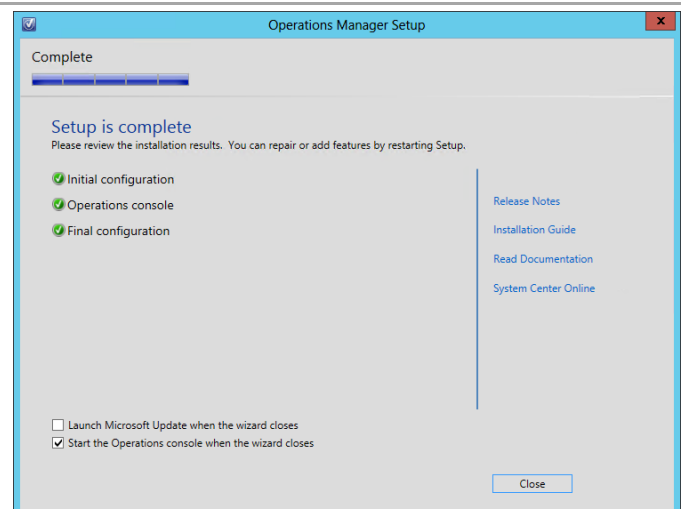 Operations Manager Setup
x
Complete
Setup is complete
Please review the installation results. You can repair or add features by restarting Setup.
Initial configuration
Operations console
Final configuration
Release Notes
Installation Guide
Read Documentation
System Center Online
Launch Microsoft Update when the wizard closes
Start the Operations console when the wizard closes
Close